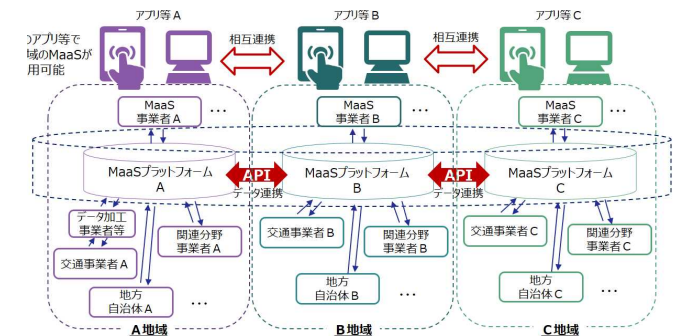 アプリ等A
アプリ等B
アプリ等C
アプリ等で
域のMaaSが
用可能
相互連携
相互連携
MaaS
事業者A
…
MaaS
事業者B
…
MaaS
事業者C
…
MaaSプラットフォーム
A
API
データ連携
MaaSプラットフォーム
B
API
データ連携
MaaSプラットフォーム
C
データ加工
事業者等
交通事業者A
関連分野
事業者A
地方
自治体A
…
交通事業者B
関連分野
事業者B
地方
自治体B
…
交通事業者C
関連分野
事業者C
地方
自治体C
…
A地域
B地域
C地域